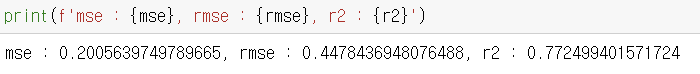 print(f'mse : {mse}, rmse : {rmse}, r2 : {r2}')
mse : 0.2005639749789665, rmse : 0.4478436948076488, r2 : 0.772499401571724